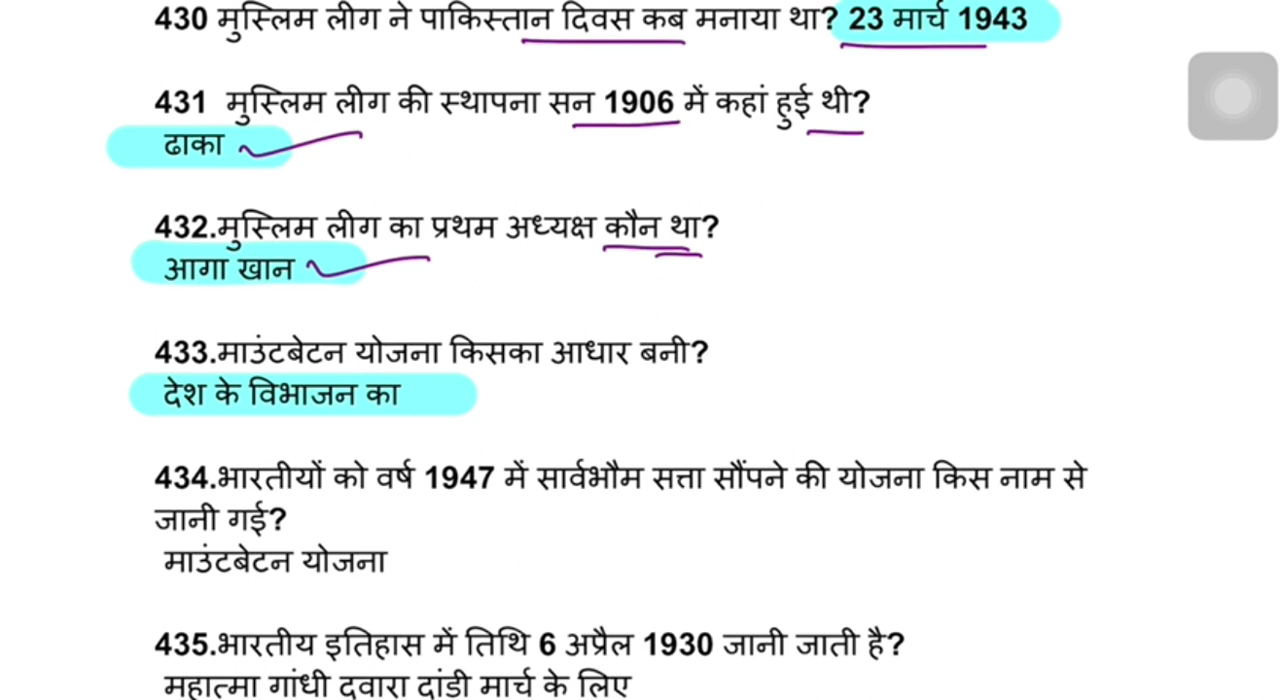 430 मुस्लिम लीग ने पाकिस्तान दिवस कब मनाया था? 23 मार्च 1943
431 मुस्लिम लीग की स्थापना सन 1906 में कहां हुई थी?
ढाका
432.मुस्लिम लीग का प्रथम अध्यक्ष कौन था?
आगा खान
433.माउंटबेटन योजना किसका आधार बनी?
देश के विभाजन का
434.भारतीयों को वर्ष 1947 में सार्वभौम सत्ता सौंपने की योजना किस नाम से
जानी गई?
माउंटबेटन योजना
435.भारतीय इतिहास में तिथि 6 अप्रैल 1930 जानी जाती है?
महात्मा गांधी दवारा दांडी मार्च के लिए